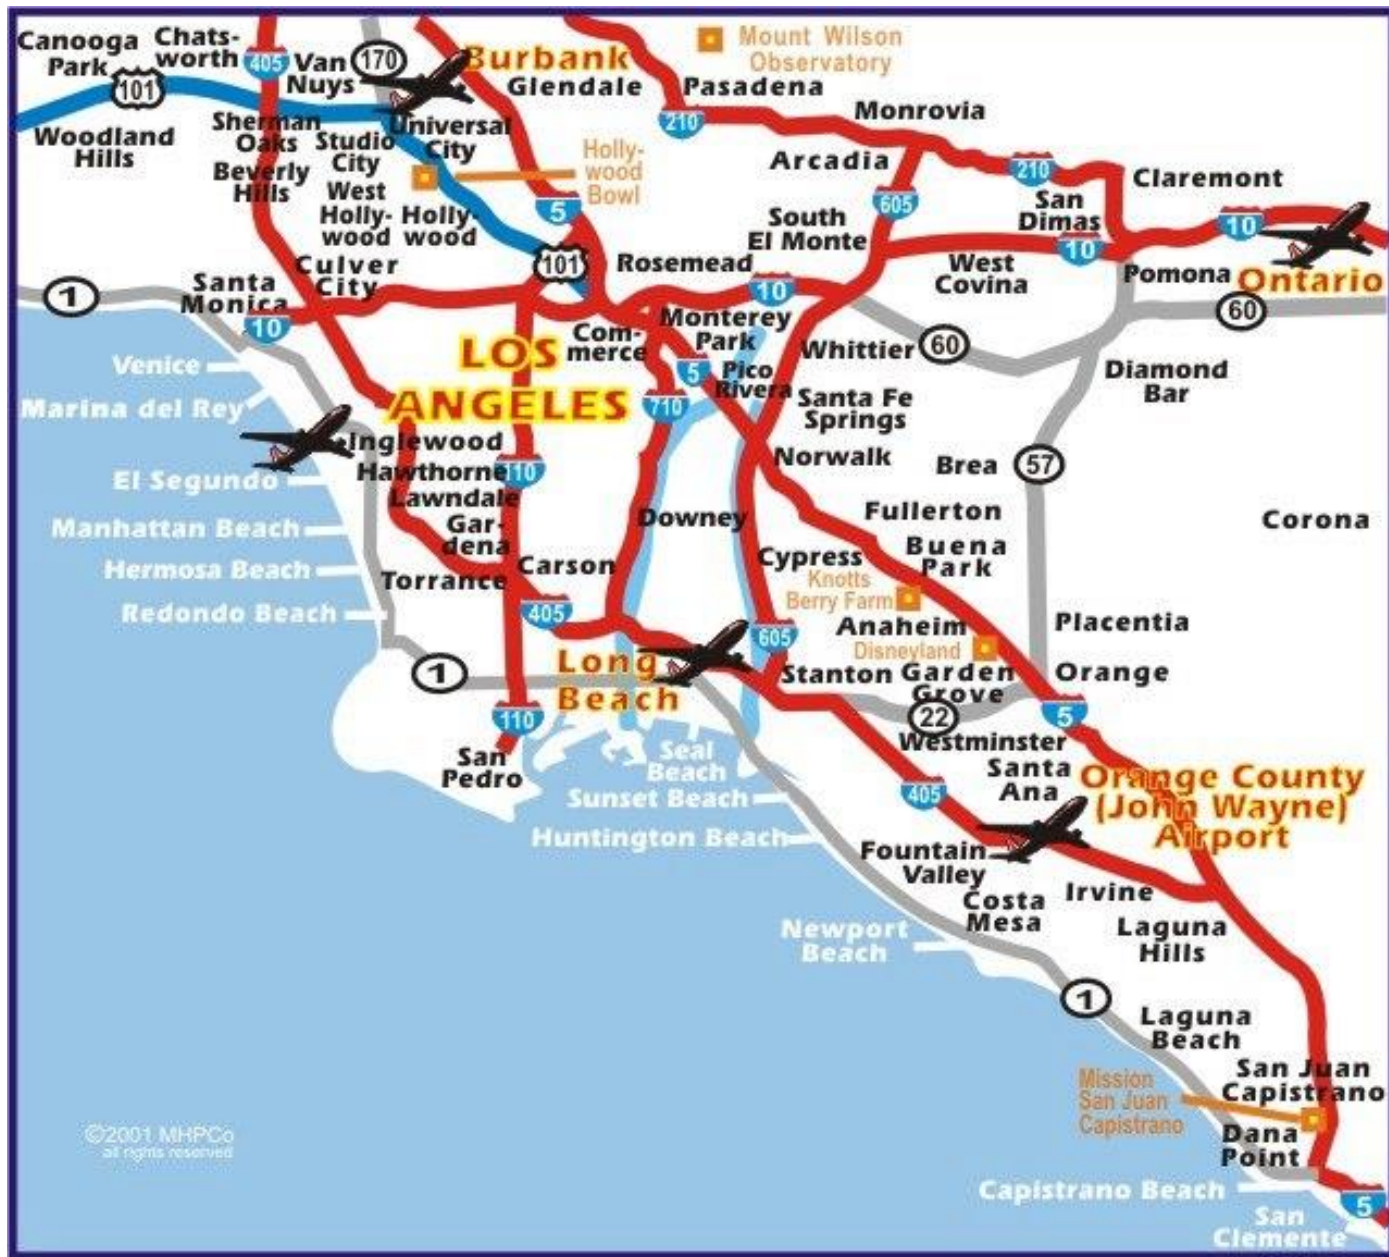 Canooga
Park
Chats-
worth
405
Van
Nuys
170
Burbank
Glendale
Mount Wilson
Observatory
Pasadena
101
210
Monrovia
Woodland
Hills
Sherman
Oaks
Studio
City
Universal
City
Beverly
Hills
West
Holly-
wood
Holly-
wood
Holly-
wood
Bowl
Arcadia
210
Claremont
5
605
San
Dimas
South
El Monte
10
10
101
Rosemead
West
Covina
Pomona
Ontario
Culver
City
1
Santa
Monica
10
10
60
Com-
merce
Monterey
Park
Whittier
60
LOS
ANGELES
Venice
5
Pico
Rivera
Diamond
Bar
Marina del Rey
710
Santa Fe
Springs
Inglewood
Hawthorne
110
Norwalk
Brea
57
El Segundo
Lawndale
Gar-
dena
Downey
Fullerton
Corona
Manhattan Beach
Buena
Park
Hermosa Beach
Torrance
Carson
Cypress
Knotts
Berry Farm
Redondo Beach
405
605
Anaheim
Disneyland
Placentia
1
Long
Beach
Stanton
Garden
Grove
Orange
110
22
5
San
Pedro
Seal
Beach
Westminster
Santa
Ana
Orange County
(John Wayne)
Airport
Sunset Beach
405
Huntington Beach
Fountain
Valley
Costa
Mesa
Irvine
Newport
Beach
Laguna
Hills
1
Laguna
Beach
Mission
San Juan
Capistrano
San Juan
Capistrano
Dana
Point
©2001 MHPCo
all rights reserved
Capistrano Beach
5
San
Clemente